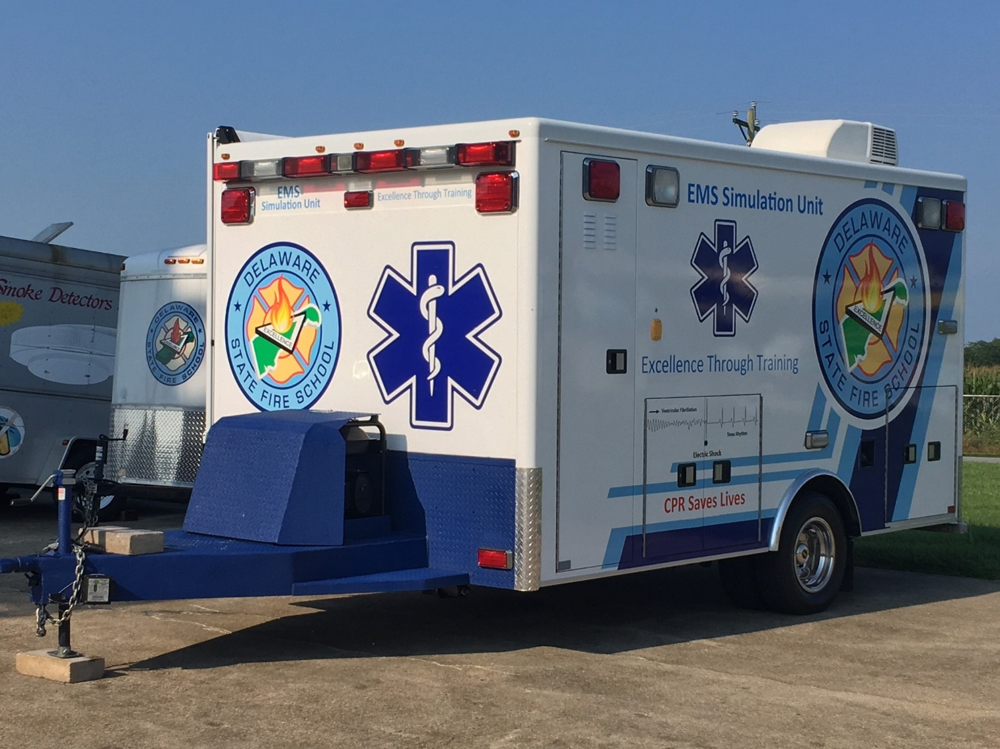 Smoke Detectors
DELAWARE
STATE FIRE SCHOOL
EMS
Simulation Unit
Excellence Through Training
DELAWARE
EXCELLENCE
STATE FIRE SCHOOL
EMS Simulation Unit
Excellence Through Training
DELAWARE
EXCELLENCE
STATE FIRE SCHOOL
Ventricular Fibrillation
Sinus Rhythm
Electric Shock
CPR Saves Lives